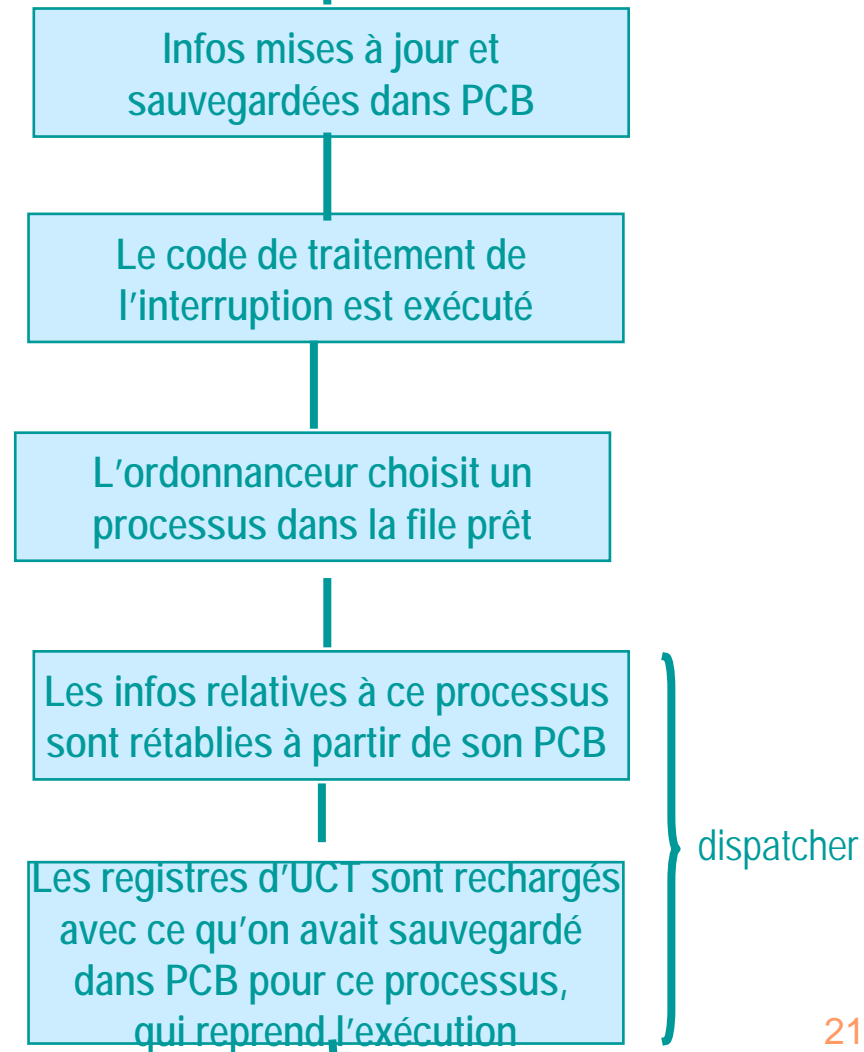 Infos mises à jour et
sauvegardées dans PCB
Le code de traitement de
l'interruption est exécuté
L'ordonnanceur choisit un
processus dans la file prêt
Les infos relatives à ce processus
sont rétablies à partir de son PCB
dispatcher
Les registres d'UCT sont rechargés
avec ce qu'on avait sauvegardé
dans PCB pour ce processus,
qui reprend l'exécution
21